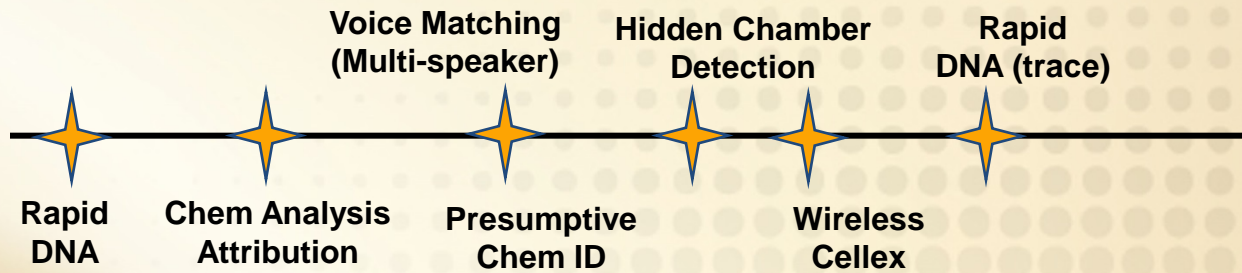 Voice Matching
(Multi-speaker)
Hidden Chamber
Detection
Rapid
DNA (trace)
Rapid
DNA
Chem Analysis
Attribution
Presumptive
Chem ID
Wireless
Cellex